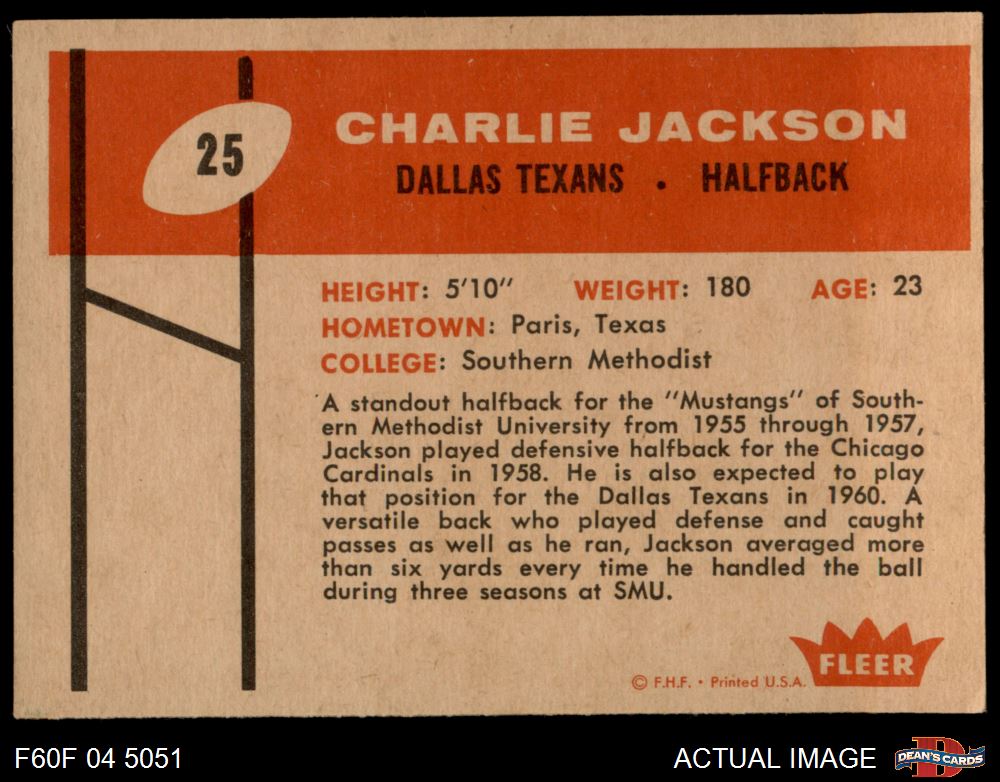 25
CHARLIE JACKSON
DALLAS TEXANS • HALFBACK
HEIGHT: 5'10" WEIGHT: 180 AGE: 23
HOMETOWN: Paris, Texas
COLLEGE: Southern Methodist
A standout halfback for the "Mustangs" of South-
ern Methodist University from 1955 through 1957,
Jackson played defensive halfback for the Chicago
Cardinals in 1958. He is also expected to play
that position for the Dallas Texans in 1960. A
versatile back who played defense and caught
passes as well as he ran, Jackson averaged more
than six yards every time he handled the ball
during three seasons at SMU.
FLEER
© F.H.F. • Printed U.S.A.
F60F 04 5051
ACTUAL IMAGE
D
DEAN'S CARDS